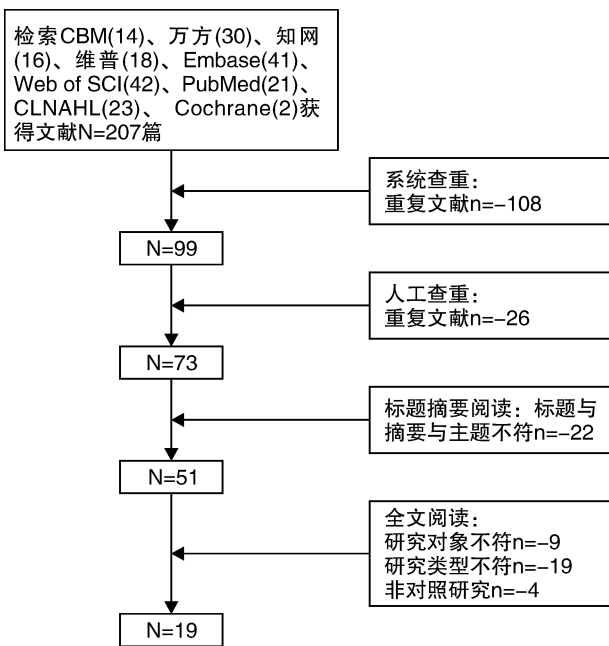 检索CBM(14)、万方(30)、知网
(16)、维普(18)、Embase(41)、
Web of SCI(42)、PubMed(21)、
CLNAHL(23)、 Cochrane(2)获
得文献N=207篇
系统查重：
重复文献n=–108
N=99
人工查重：
重复文献n=–26
N=73
标题摘要阅读：标题与
摘要与主题不符n=–22
N=51
全文阅读：
研究对象不符n=–9
研究类型不符n=–19
非对照研究n=–4
N=19